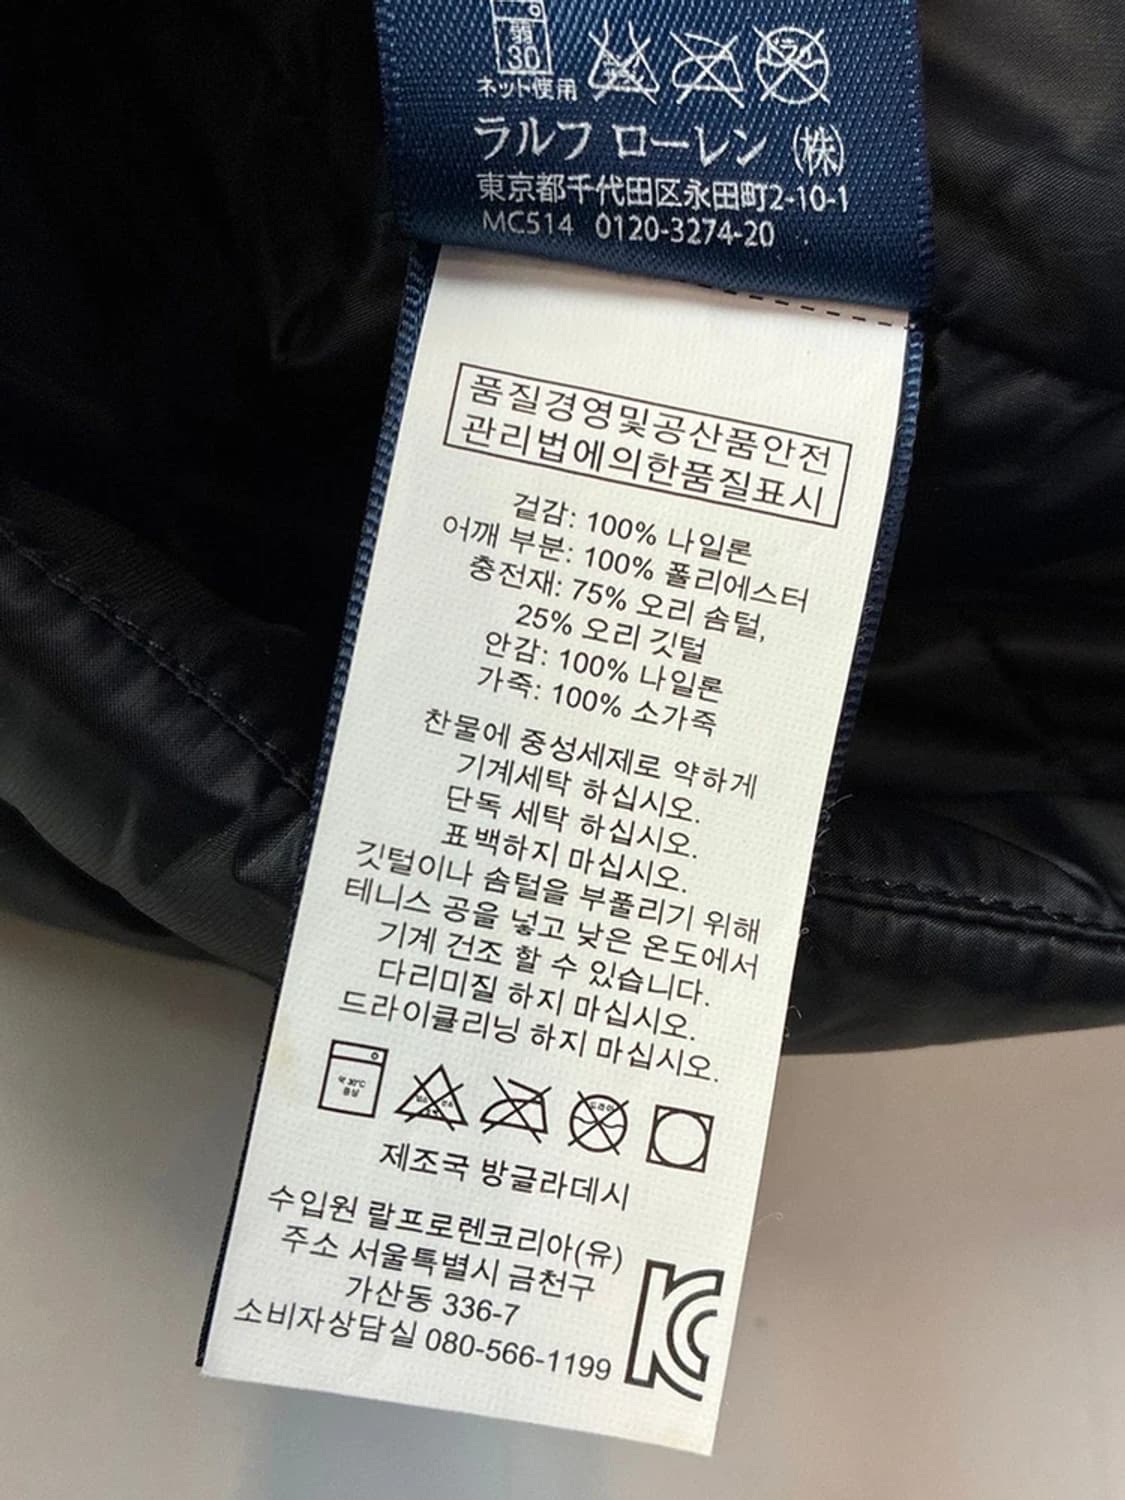 弱
30
ネット使用
ドライ
ラルフ ローレン (株)
東京都千代田区永田町2-10-1
MC514 0120-3274-20
품질경영및공산품안전
관리법에의한품질표시
겉감: 100% 나일론
어깨 부분: 100% 폴리에스터
충전재: 75% 오리 솜털,
25% 오리 깃털
안감: 100% 나일론
가죽: 100% 소가죽
찬물에 중성세제로 약하게
기계세탁 하십시오.
단독 세탁 하십시오.
표백하지 마십시오.
깃털이나 솜털을 부풀리기 위해
테니스 공을 넣고 낮은 온도에서
기계 건조 할 수 있습니다.
다리미질 하지 마십시오.
드라이클리닝 하지 마십시오.
약 30°C
중성
드라이
제조국 방글라데시
수입원 랄프로렌코리아(유)
주소 서울특별시 금천구
가산동 336-7
소비자상담실 080-566-1199